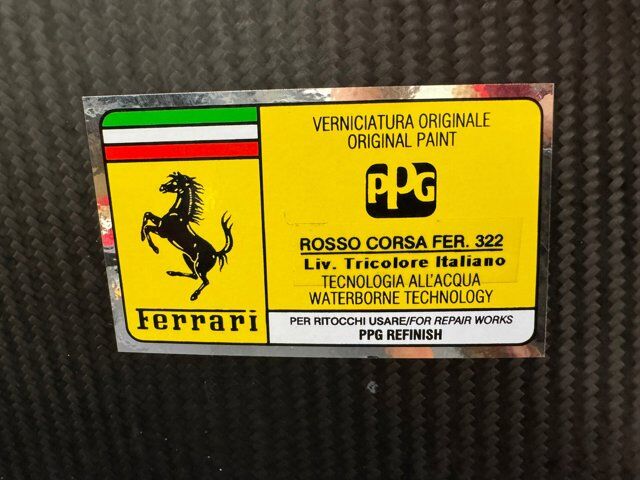 VERNICIATURA ORIGINALE
ORIGINAL PAINT
PPG
ROSSO CORSA FER. 322
Liv. Tricolore Italiano
TECNOLOGIA ALL'ACQUA
WATERBORNE TECHNOLOGY
Ferrari
PER RITOCCHI USARE/FOR REPAIR WORKS
PPG REFINISH